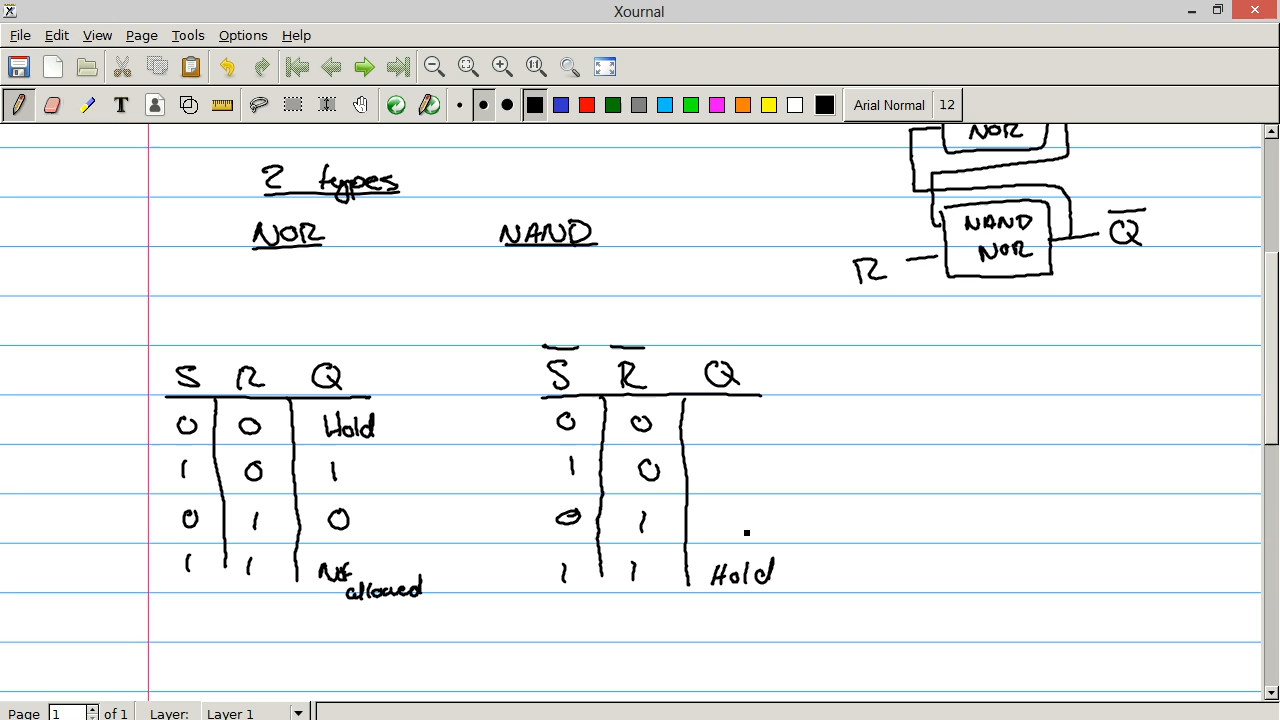 Xournal
File Edit View Page Tools Options Help
T Arial Normal 12
NOR
2 types
NOR NAND
NAND
NOR
Q
R
S R Q
0 0 Hold
1 0 1
0 1 0
1 1 Not
allowed
S R Q
0 0
1 0
0 1
1 1 Hold
Page 1 of 1 Layer: Layer 1